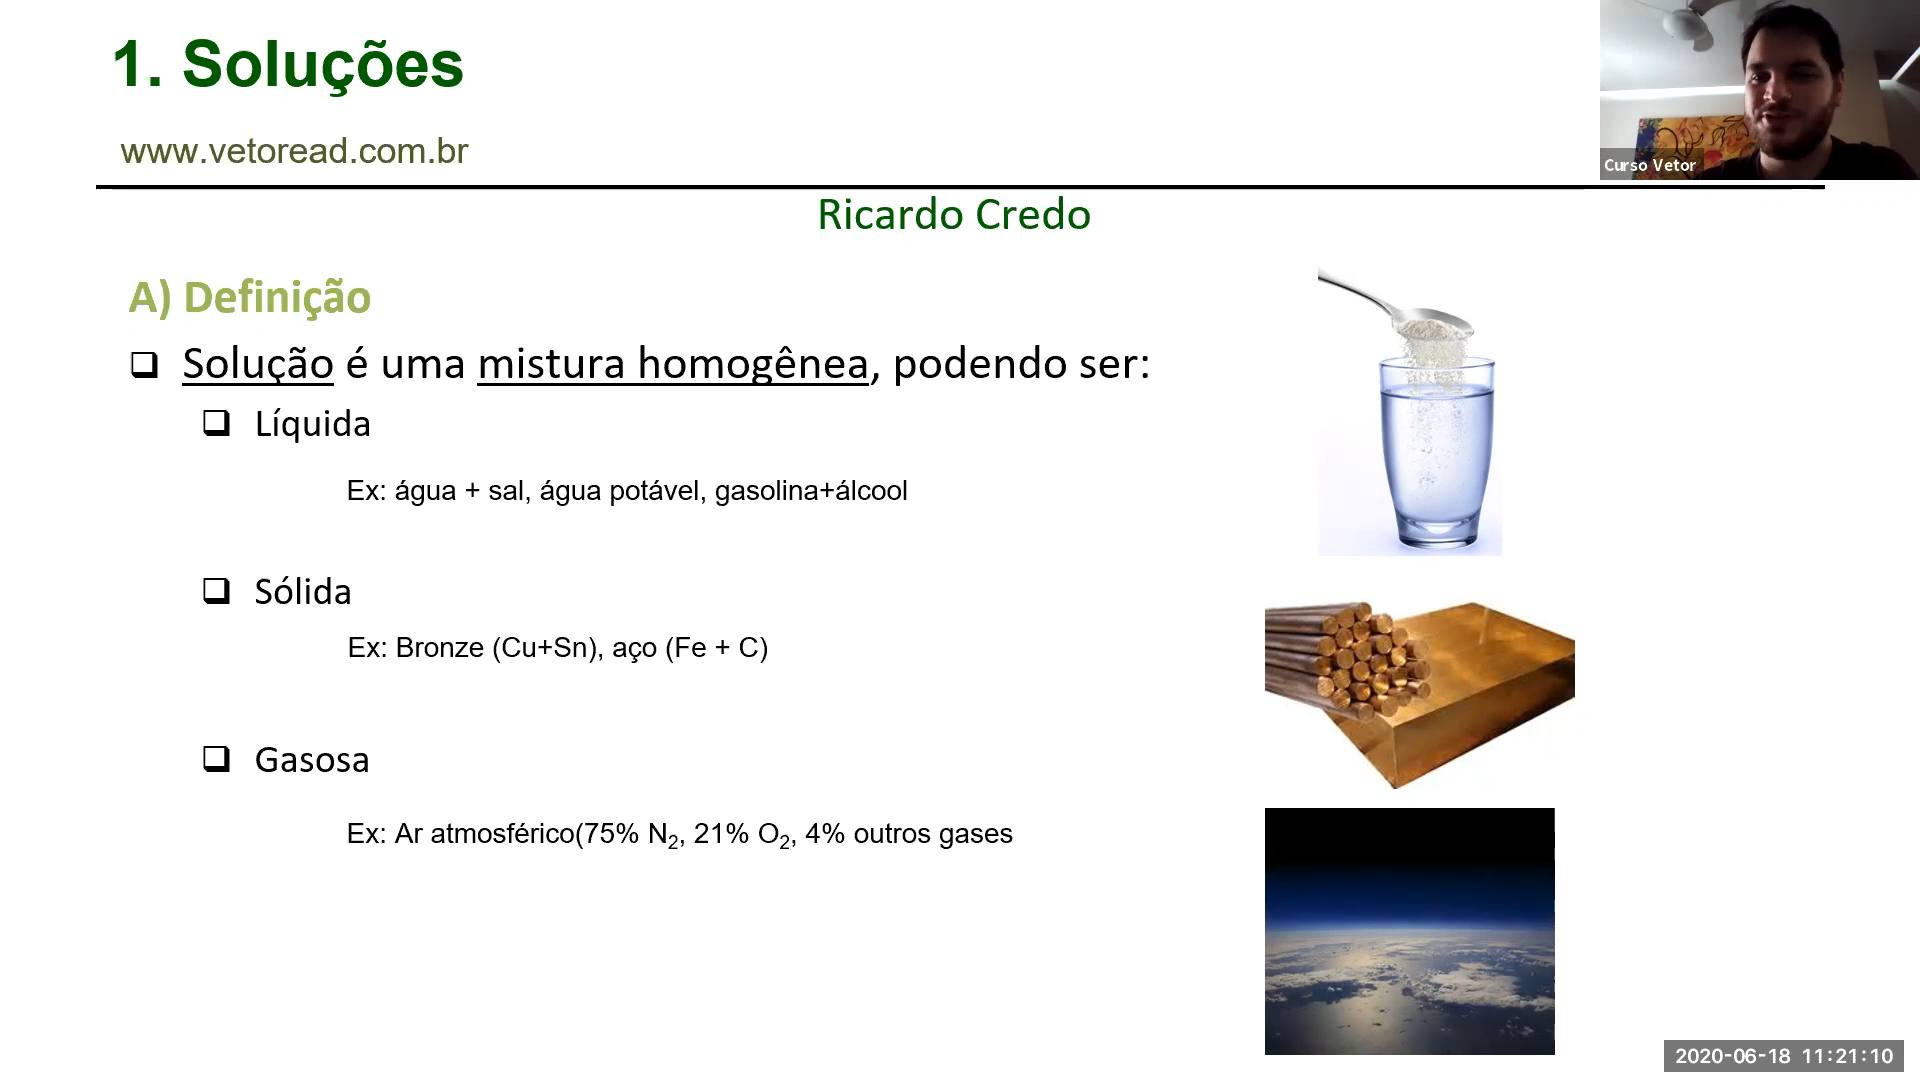 1. Soluções
www.vetoread.com.br
Curso Vetor
Ricardo Credo
A) Definição
❑ Solução é uma mistura homogênea, podendo ser:
❑ Líquida
Ex: água + sal, água potável, gasolina+álcool
❑ Sólida
Ex: Bronze (Cu+Sn), aço (Fe + C)
❑ Gasosa
Ex: Ar atmosférico(75% N₂, 21% O₂, 4% outros gases
2020-06-18 11:21:10